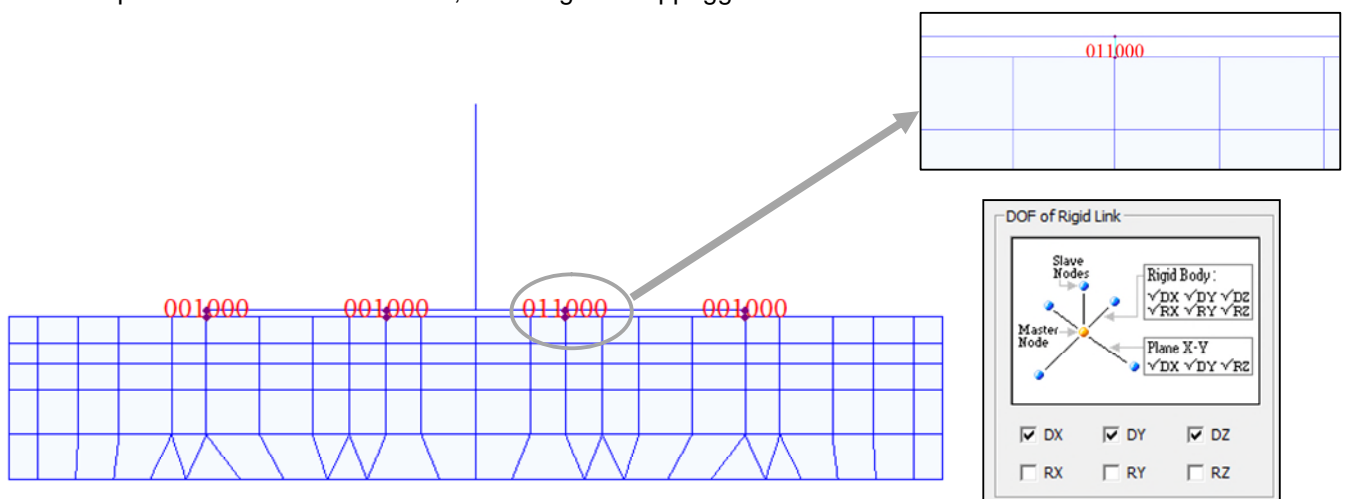 011000
001000 001000 011000 001000
DOF of Rigid Link
Slave
Nodes
Rigid Body :
√DX √DY √DZ
√RX √RY √RZ
Master
Node
Plane X-Y
√DX √DY √RZ
DX DY DZ
RX RY RZ